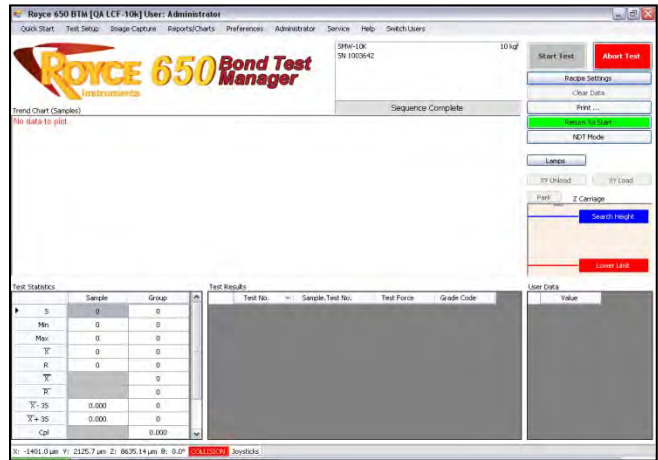 Royce 650 BTM [QA LCF-10k] User: Administrator
Quick Start Test Setup Image Capture Reports/Charts Preferences Administrator Service Help Switch Users
ROYCE 650 Bond Test Manager
Instruments
SMW-10K 10 kgf
SN 1003642
Sequence Complete
Start Test Abort Test
Recipe Settings
Clear Data
Print ...
Return To Start
NDT Mode
Lamps
XY Unload XY Load
Park Z Carriage
Search Height
Lower Limit
Trend Chart (Samples)
No data to plot
Test Statistics
Sample Group
S 0 0
Min 0 0
Max 0 0
X̅ 0 0
R 0 0
X̿ 0
R̅ 0
X̅- 3S 0.000 0
X̅+ 3S 0.000 0
Cpl 0.000
Test Results
Test No. Sample.Test No. Test Force Grade Code
User Data
Value
X: -1401.0 µm Y: 2125.7 µm Z: 8635.14 µm θ: 0.0° COLLISION Joysticks